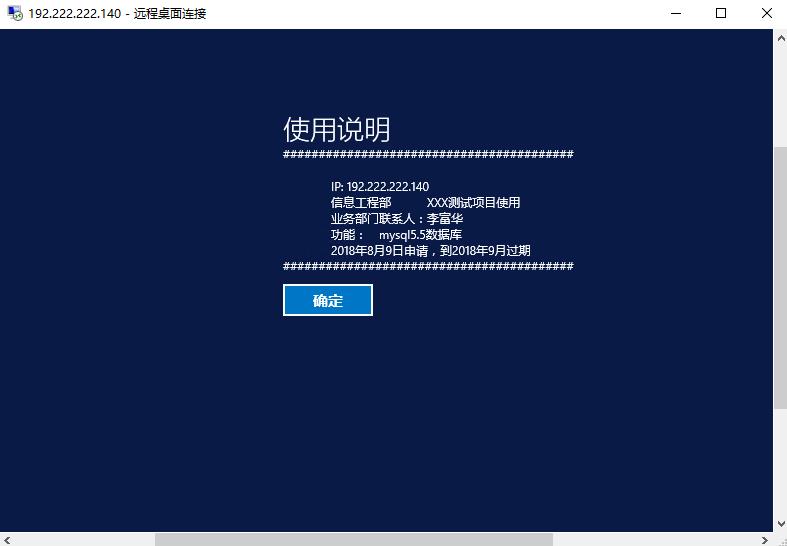 192.222.222.140 - 远程桌面连接
使用说明
#########################################
IP: 192.222.222.140
信息工程部 XXX测试项目使用
业务部门联系人：李富华
功能： mysql5.5数据库
2018年8月9日申请，到2018年9月过期
#########################################
确定